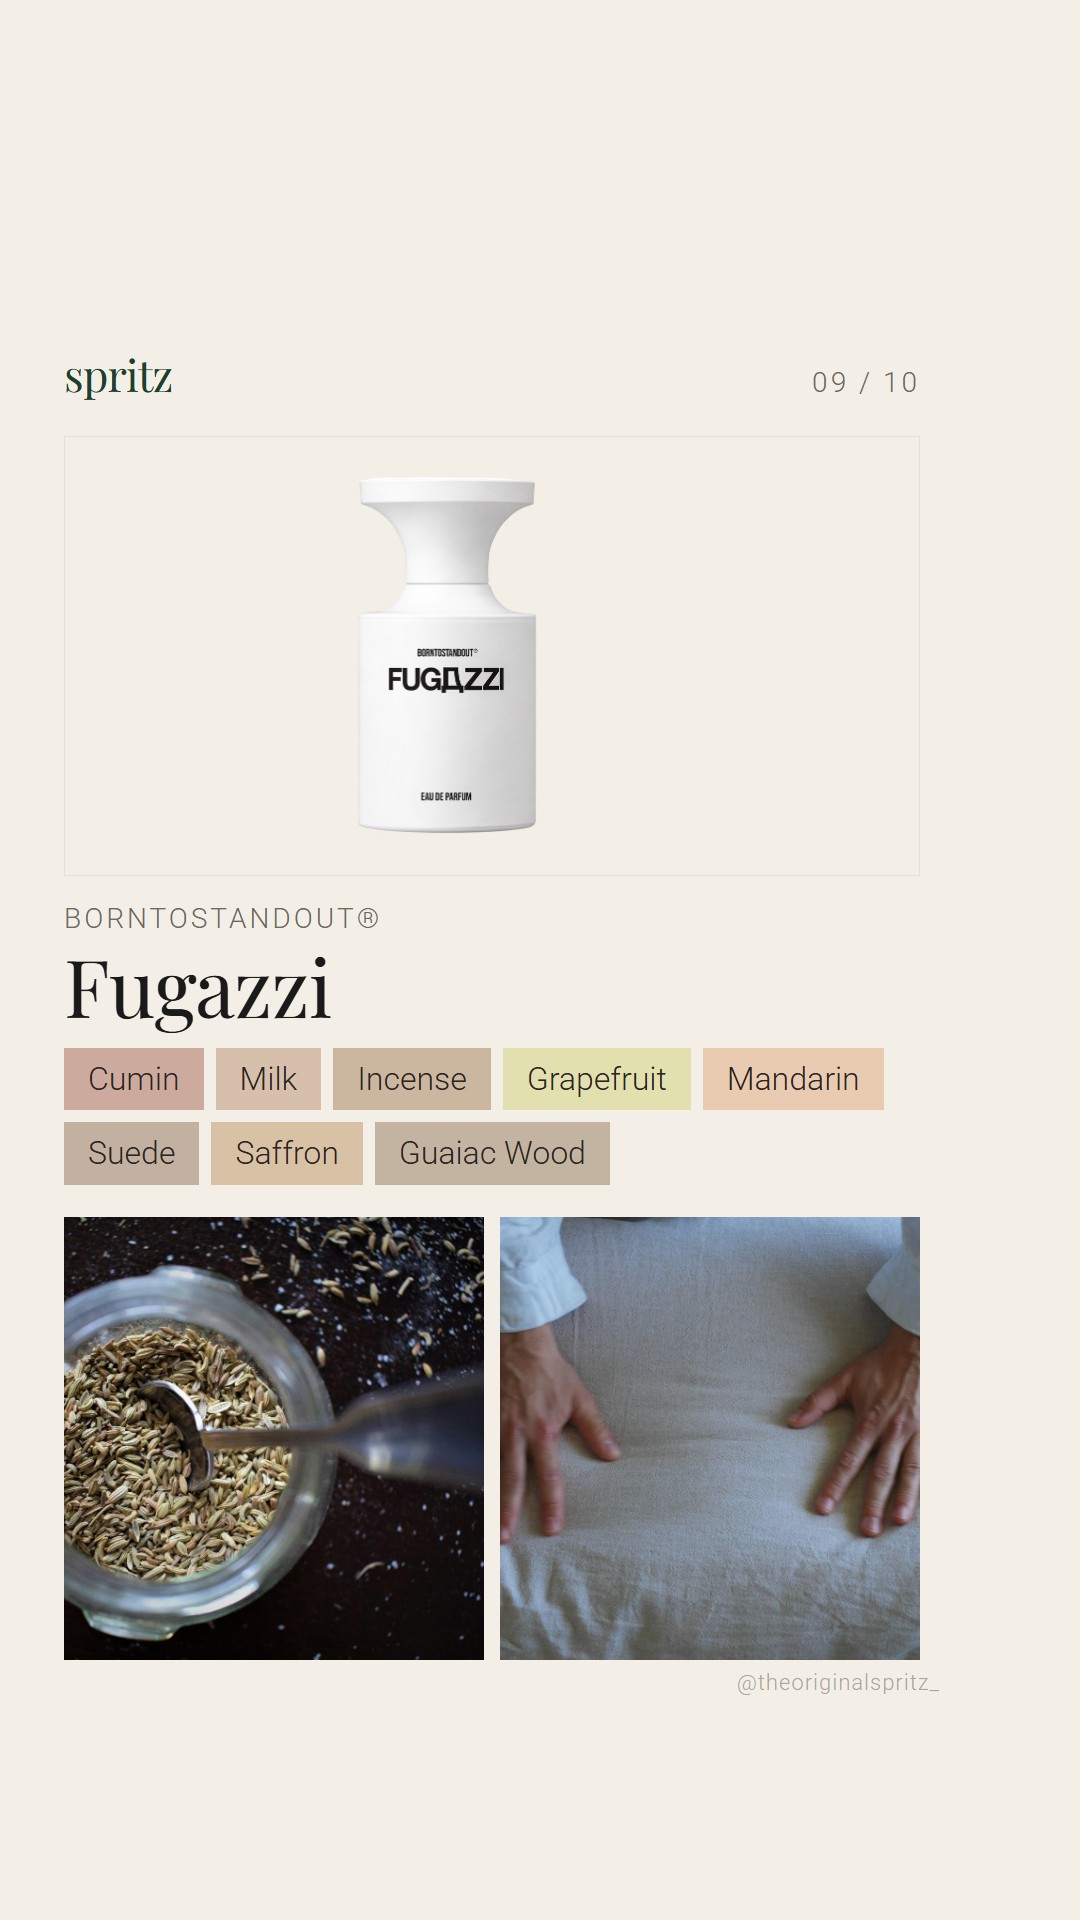 spritz
09 / 10
BORNTOSTANDOUT®
FUGAZZI
EAU DE PARFUM
BORNTOSTANDOUT®
Fugazzi
Cumin Milk Incense Grapefruit Mandarin
Suede Saffron Guaiac Wood
@theoriginalspritz_